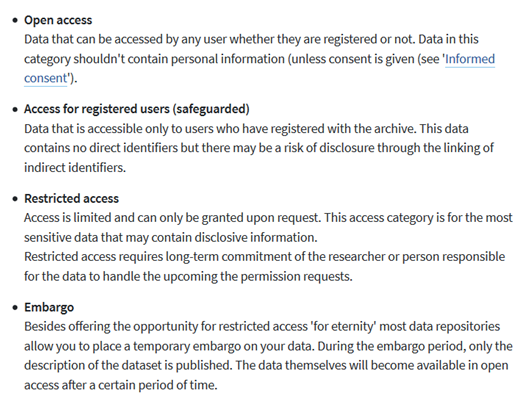 • Open access
Data that can be accessed by any user whether they are registered or not. Data in this
category shouldn't contain personal information (unless consent is given (see 'Informed
consent').
• Access for registered users (safeguarded)
Data that is accessible only to users who have registered with the archive. This data
contains no direct identifiers but there may be a risk of disclosure through the linking of
indirect identifiers.
• Restricted access
Access is limited and can only be granted upon request. This access category is for the most
sensitive data that may contain disclosive information.
Restricted access requires long-term commitment of the researcher or person responsible
for the data to handle the upcoming the permission requests.
• Embargo
Besides offering the opportunity for restricted access 'for eternity' most data repositories
allow you to place a temporary embargo on your data. During the embargo period, only the
description of the dataset is published. The data themselves will become available in open
access after a certain period of time.